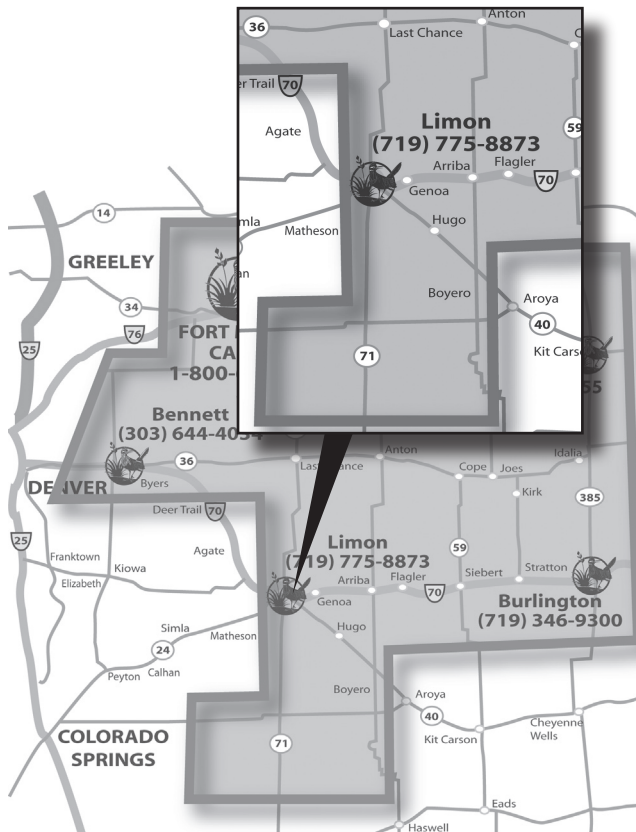 36
Last Chance
Anton
er Trail
70
Agate
59
Limon
(719) 775-8873
Arriba
Flagler
70
Genoa
mla
Matheson
Hugo
Boyero
Aroya
40
Kit Cars
71
14
GREELEY
34
76
25
FORT
CA
1-800-
55
Bennett
(303) 644-4034
36
Last Chance
Anton
Cope
Joes
Idalia
Kirk
385
DENVER
Byers
Deer Trail
70
25
Franktown
Elizabeth
Kiowa
Agate
Limon
(719) 775-8873
59
Arriba
Flagler
70
Siebert
Stratton
Genoa
Burlington
(719) 346-9300
Hugo
Simla
Matheson
24
Peyton
Calhan
Boyero
Aroya
40
Kit Carson
Cheyenne
Wells
COLORADO
SPRINGS
71
Eads
Haswell